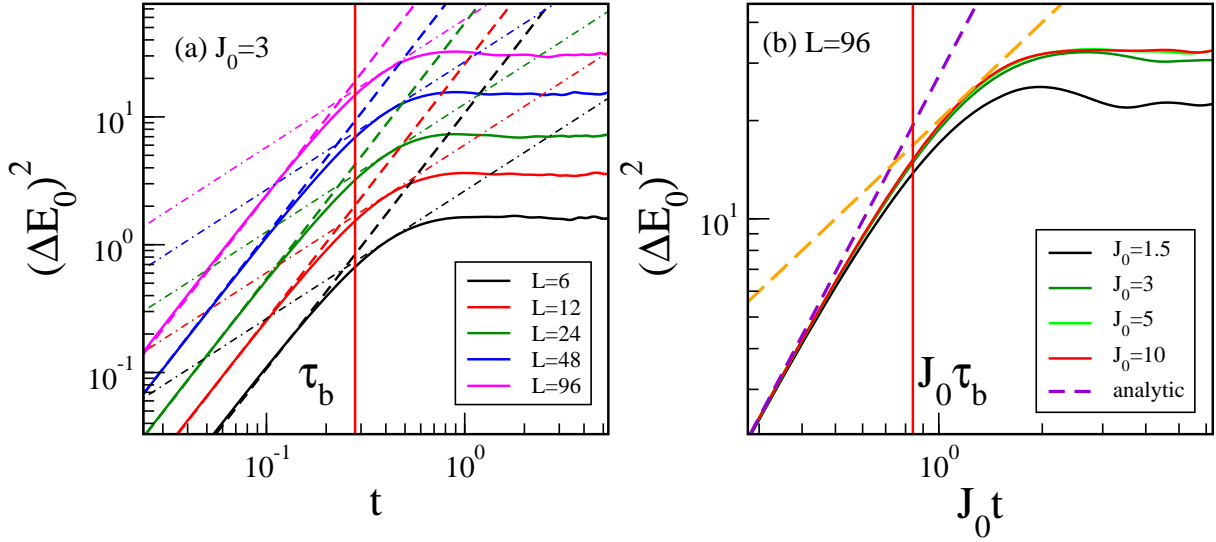 (a) J₀=3
(ΔE₀)²
10¹
10⁰
10⁻¹
L=6
L=12
L=24
L=48
L=96
τ_b
10⁻¹
10⁰
t
(b) L=96
(ΔE₀)²
10¹
J₀=1.5
J₀=3
J₀=5
J₀=10
analytic
J₀τ_b
10⁰
J₀t